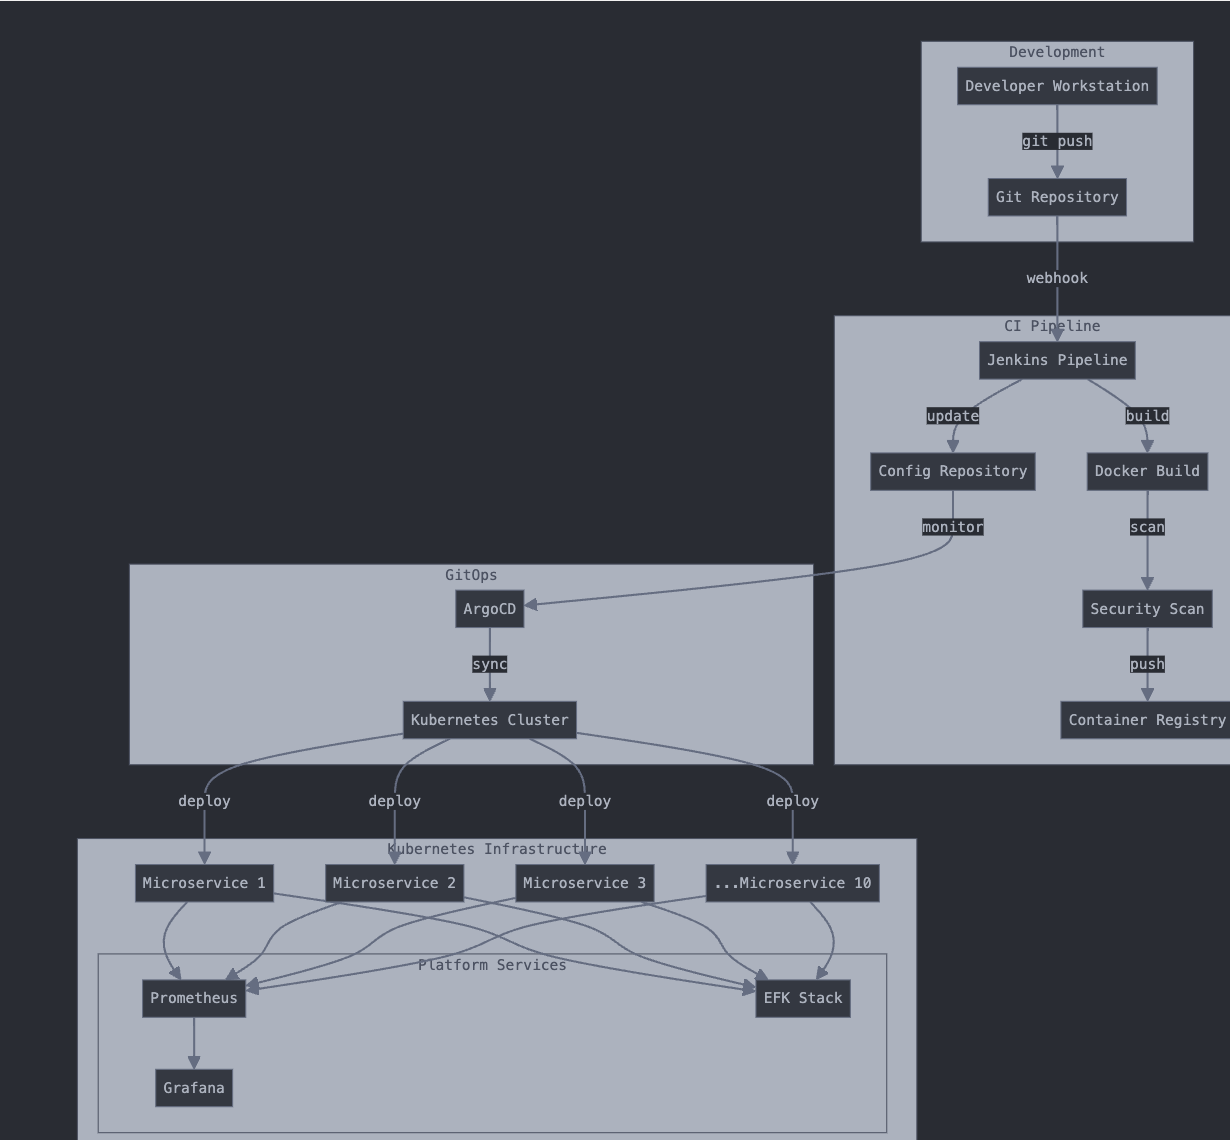 Development
Developer Workstation
git push
Git Repository
webhook
CI Pipeline
Jenkins Pipeline
update
build
Config Repository
Docker Build
monitor
scan
GitOps
ArgoCD
Security Scan
sync
push
Kubernetes Cluster
Container Registry
deploy
deploy
deploy
deploy
Kubernetes Infrastructure
Microservice 1
Microservice 2
Microservice 3
...Microservice 10
Platform Services
Prometheus
EFK Stack
Grafana